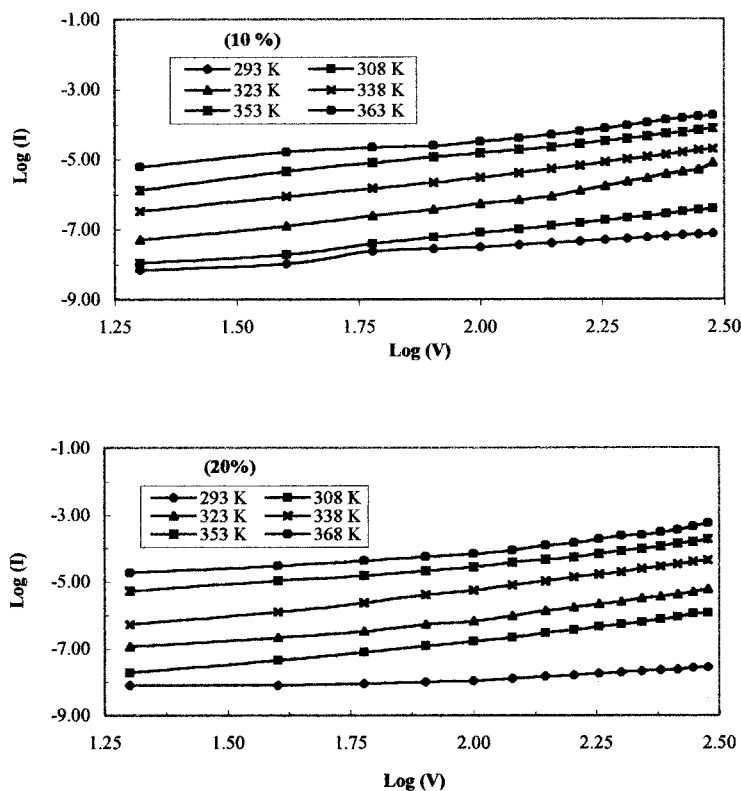 -1.00
(10 %)
293 K 308 K
323 K 338 K
353 K 363 K
-3.00
-5.00
-7.00
-9.00
Log (I)
1.25 1.50 1.75 2.00 2.25 2.50
Log (V)
-1.00
(20%)
293 K 308 K
323 K 338 K
353 K 368 K
-3.00
-5.00
-7.00
-9.00
Log (I)
1.25 1.50 1.75 2.00 2.25 2.50
Log (V)